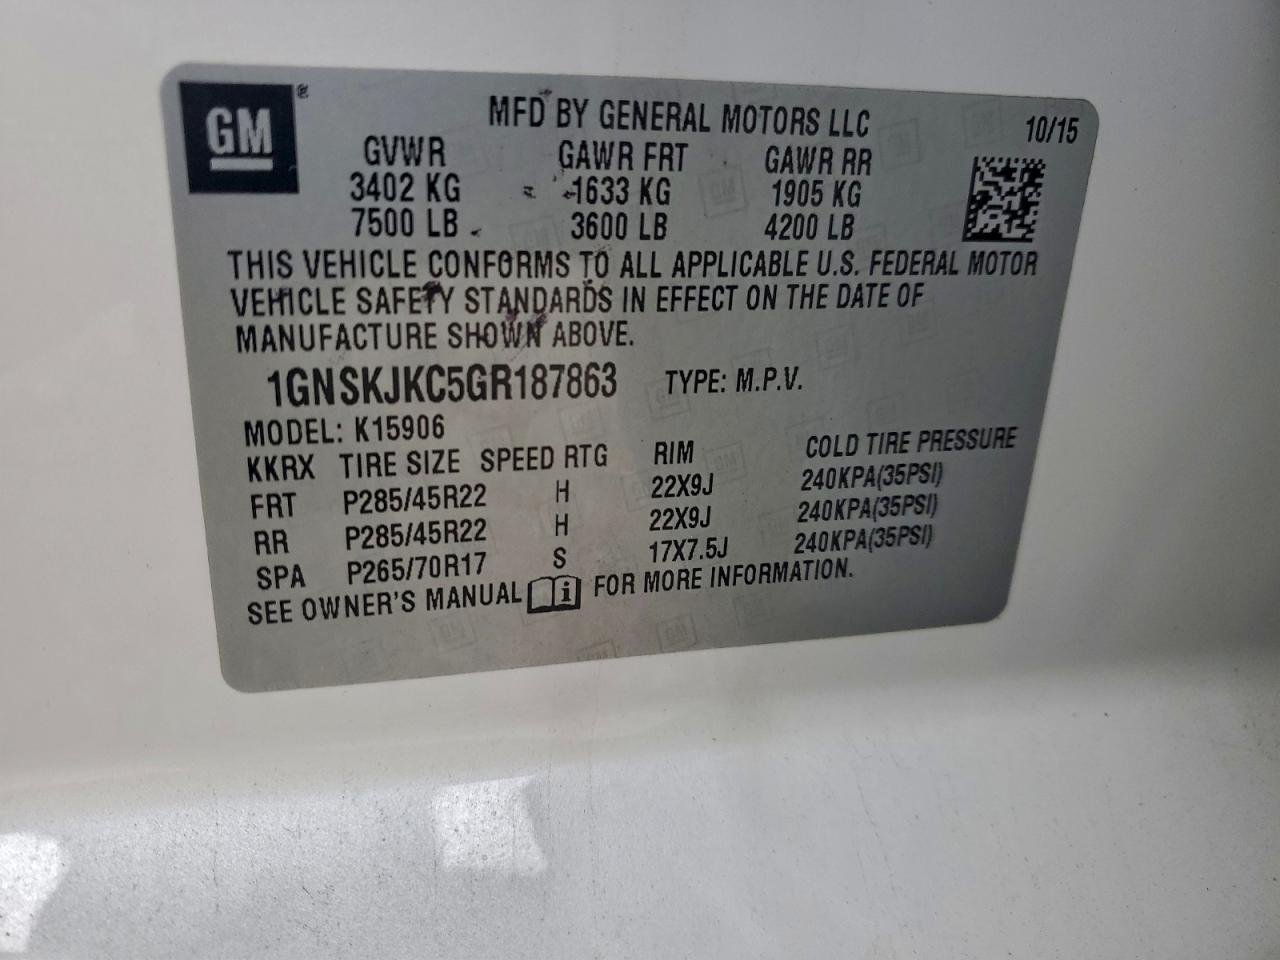 GM ®
MFD BY GENERAL MOTORS LLC
10/15
GVWR GAWR FRT GAWR RR
3402 KG 1633 KG 1905 KG
7500 LB 3600 LB 4200 LB
THIS VEHICLE CONFORMS TO ALL APPLICABLE U.S. FEDERAL MOTOR
VEHICLE SAFETY STANDARDS IN EFFECT ON THE DATE OF
MANUFACTURE SHOWN ABOVE.
1GNSKJKC5GR187863 TYPE: M.P.V.
MODEL: K15906
KKRX TIRE SIZE SPEED RTG RIM COLD TIRE PRESSURE
FRT P285/45R22 H 22X9J 240KPA(35PSI)
RR P285/45R22 H 22X9J 240KPA(35PSI)
SPA P265/70R17 S 17X7.5J 240KPA(35PSI)
SEE OWNER'S MANUAL i FOR MORE INFORMATION.